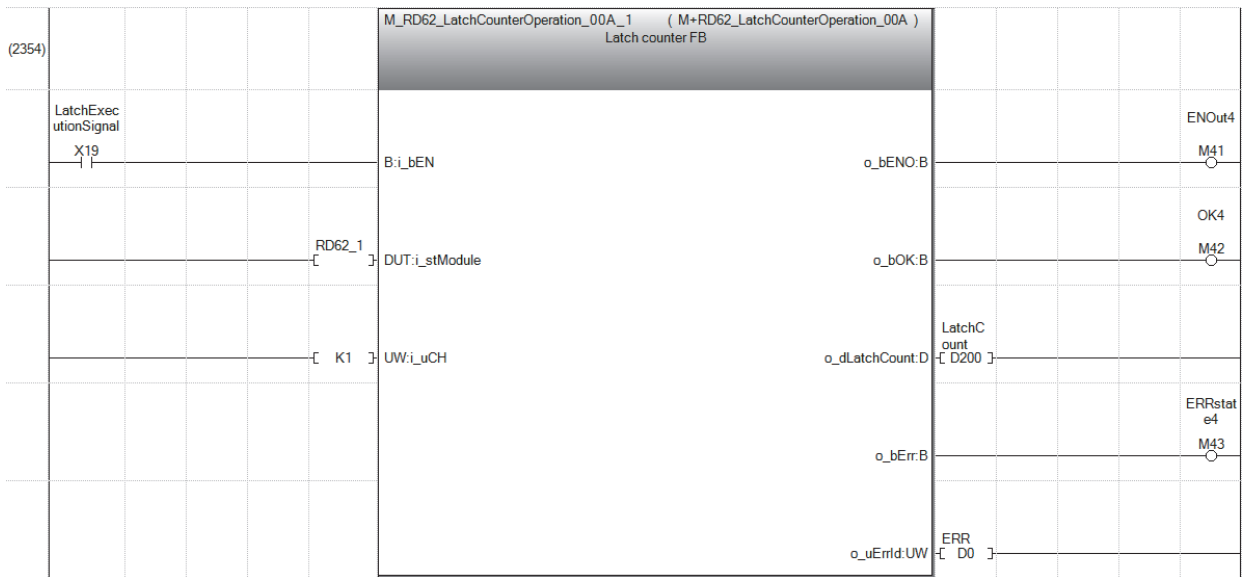 M_RD62_LatchCounterOperation_00A_1 ( M+RD62_LatchCounterOperation_00A )
Latch counter FB
(2354)
LatchExec
utionSignal
X19
B:i_bEN
o_bENO:B
ENOut4
M41
RD62_1
DUT:i_stModule
o_bOK:B
OK4
M42
K1
UW:i_uCH
o_dLatchCount:D
LatchC
ount
D200
o_bErr:B
ERRstat
e4
M43
o_uErrId:UW
ERR
D0